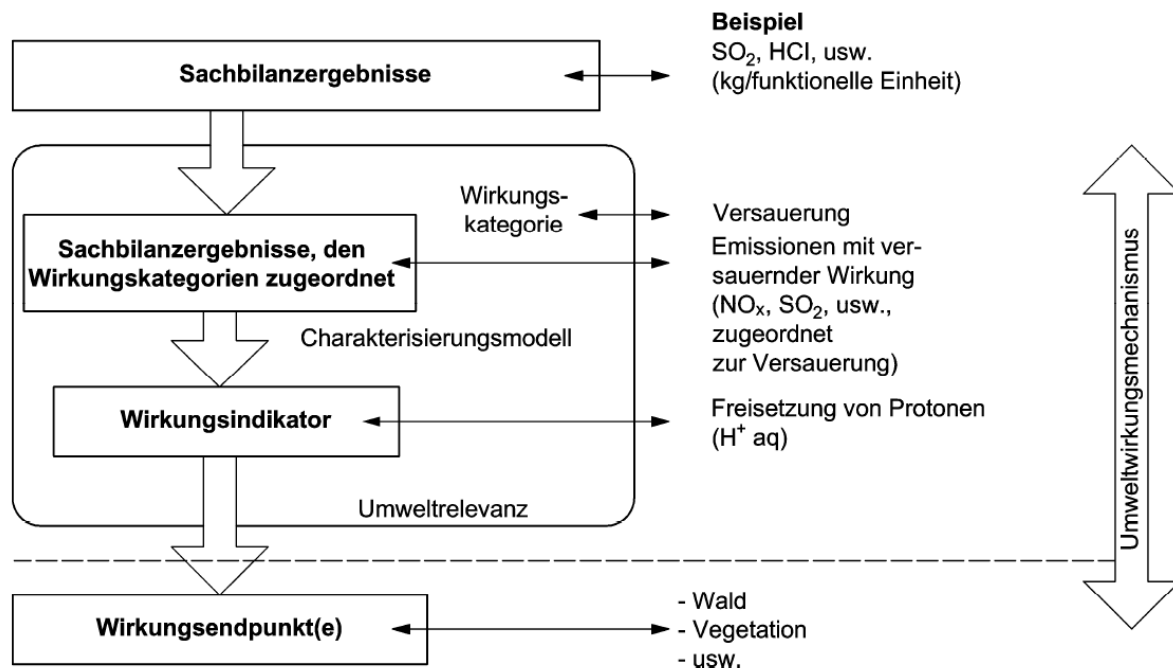 Beispiel
Sachbilanzergebnisse
SO₂, HCl, usw.
(kg/funktionelle Einheit)
Wirkungs-
kategorie
Versauerung
Sachbilanzergebnisse, den
Wirkungskategorien zugeordnet
Emissionen mit ver-
sauernder Wirkung
(NOₓ, SO₂, usw.,
zugeordnet
zur Versauerung)
Charakterisierungsmodell
Wirkungsindikator
Freisetzung von Protonen
(H⁺ aq)
Umweltrelevanz
Umweltwirkungsmechanismus
Wirkungsendpunkt(e)
- Wald
- Vegetation
- usw.